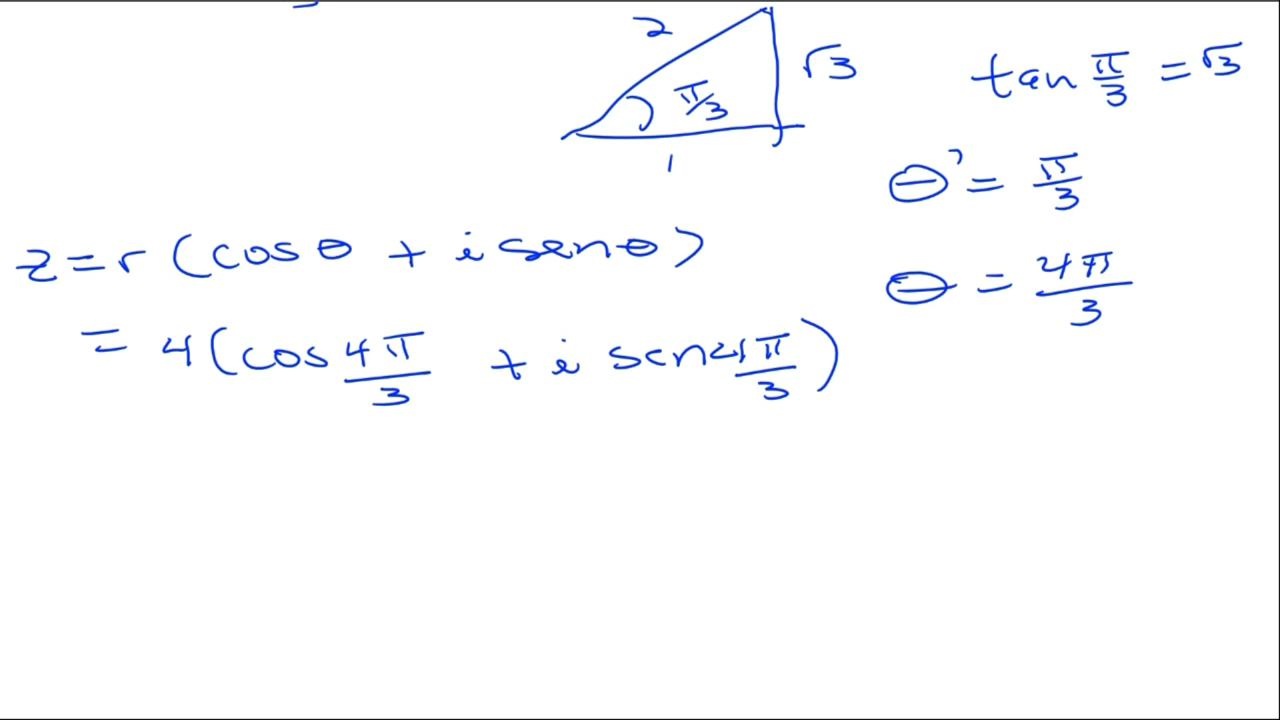 2
√3
π/3
1
tan π/3 = √3
θ' = π/3
θ = 4π/3
z = r (cos θ + i sen θ)
= 4 (cos 4π/3 + i sen 4π/3)